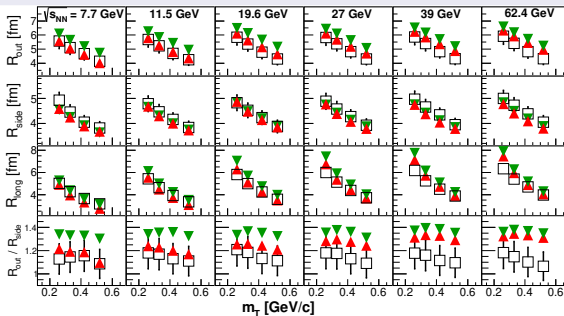 √sNN = 7.7 GeV 11.5 GeV 19.6 GeV 27 GeV 39 GeV 62.4 GeV
Rout [fm]
6
5
4
Rside [fm]
5
4
Rlong [fm]
8
6
4
Rout / Rside
1.4
1.2
1
0.2 0.4 0.6 0.2 0.4 0.6 0.2 0.4 0.6 0.2 0.4 0.6 0.2 0.4 0.6 0.2 0.4 0.6
mT [GeV/c]